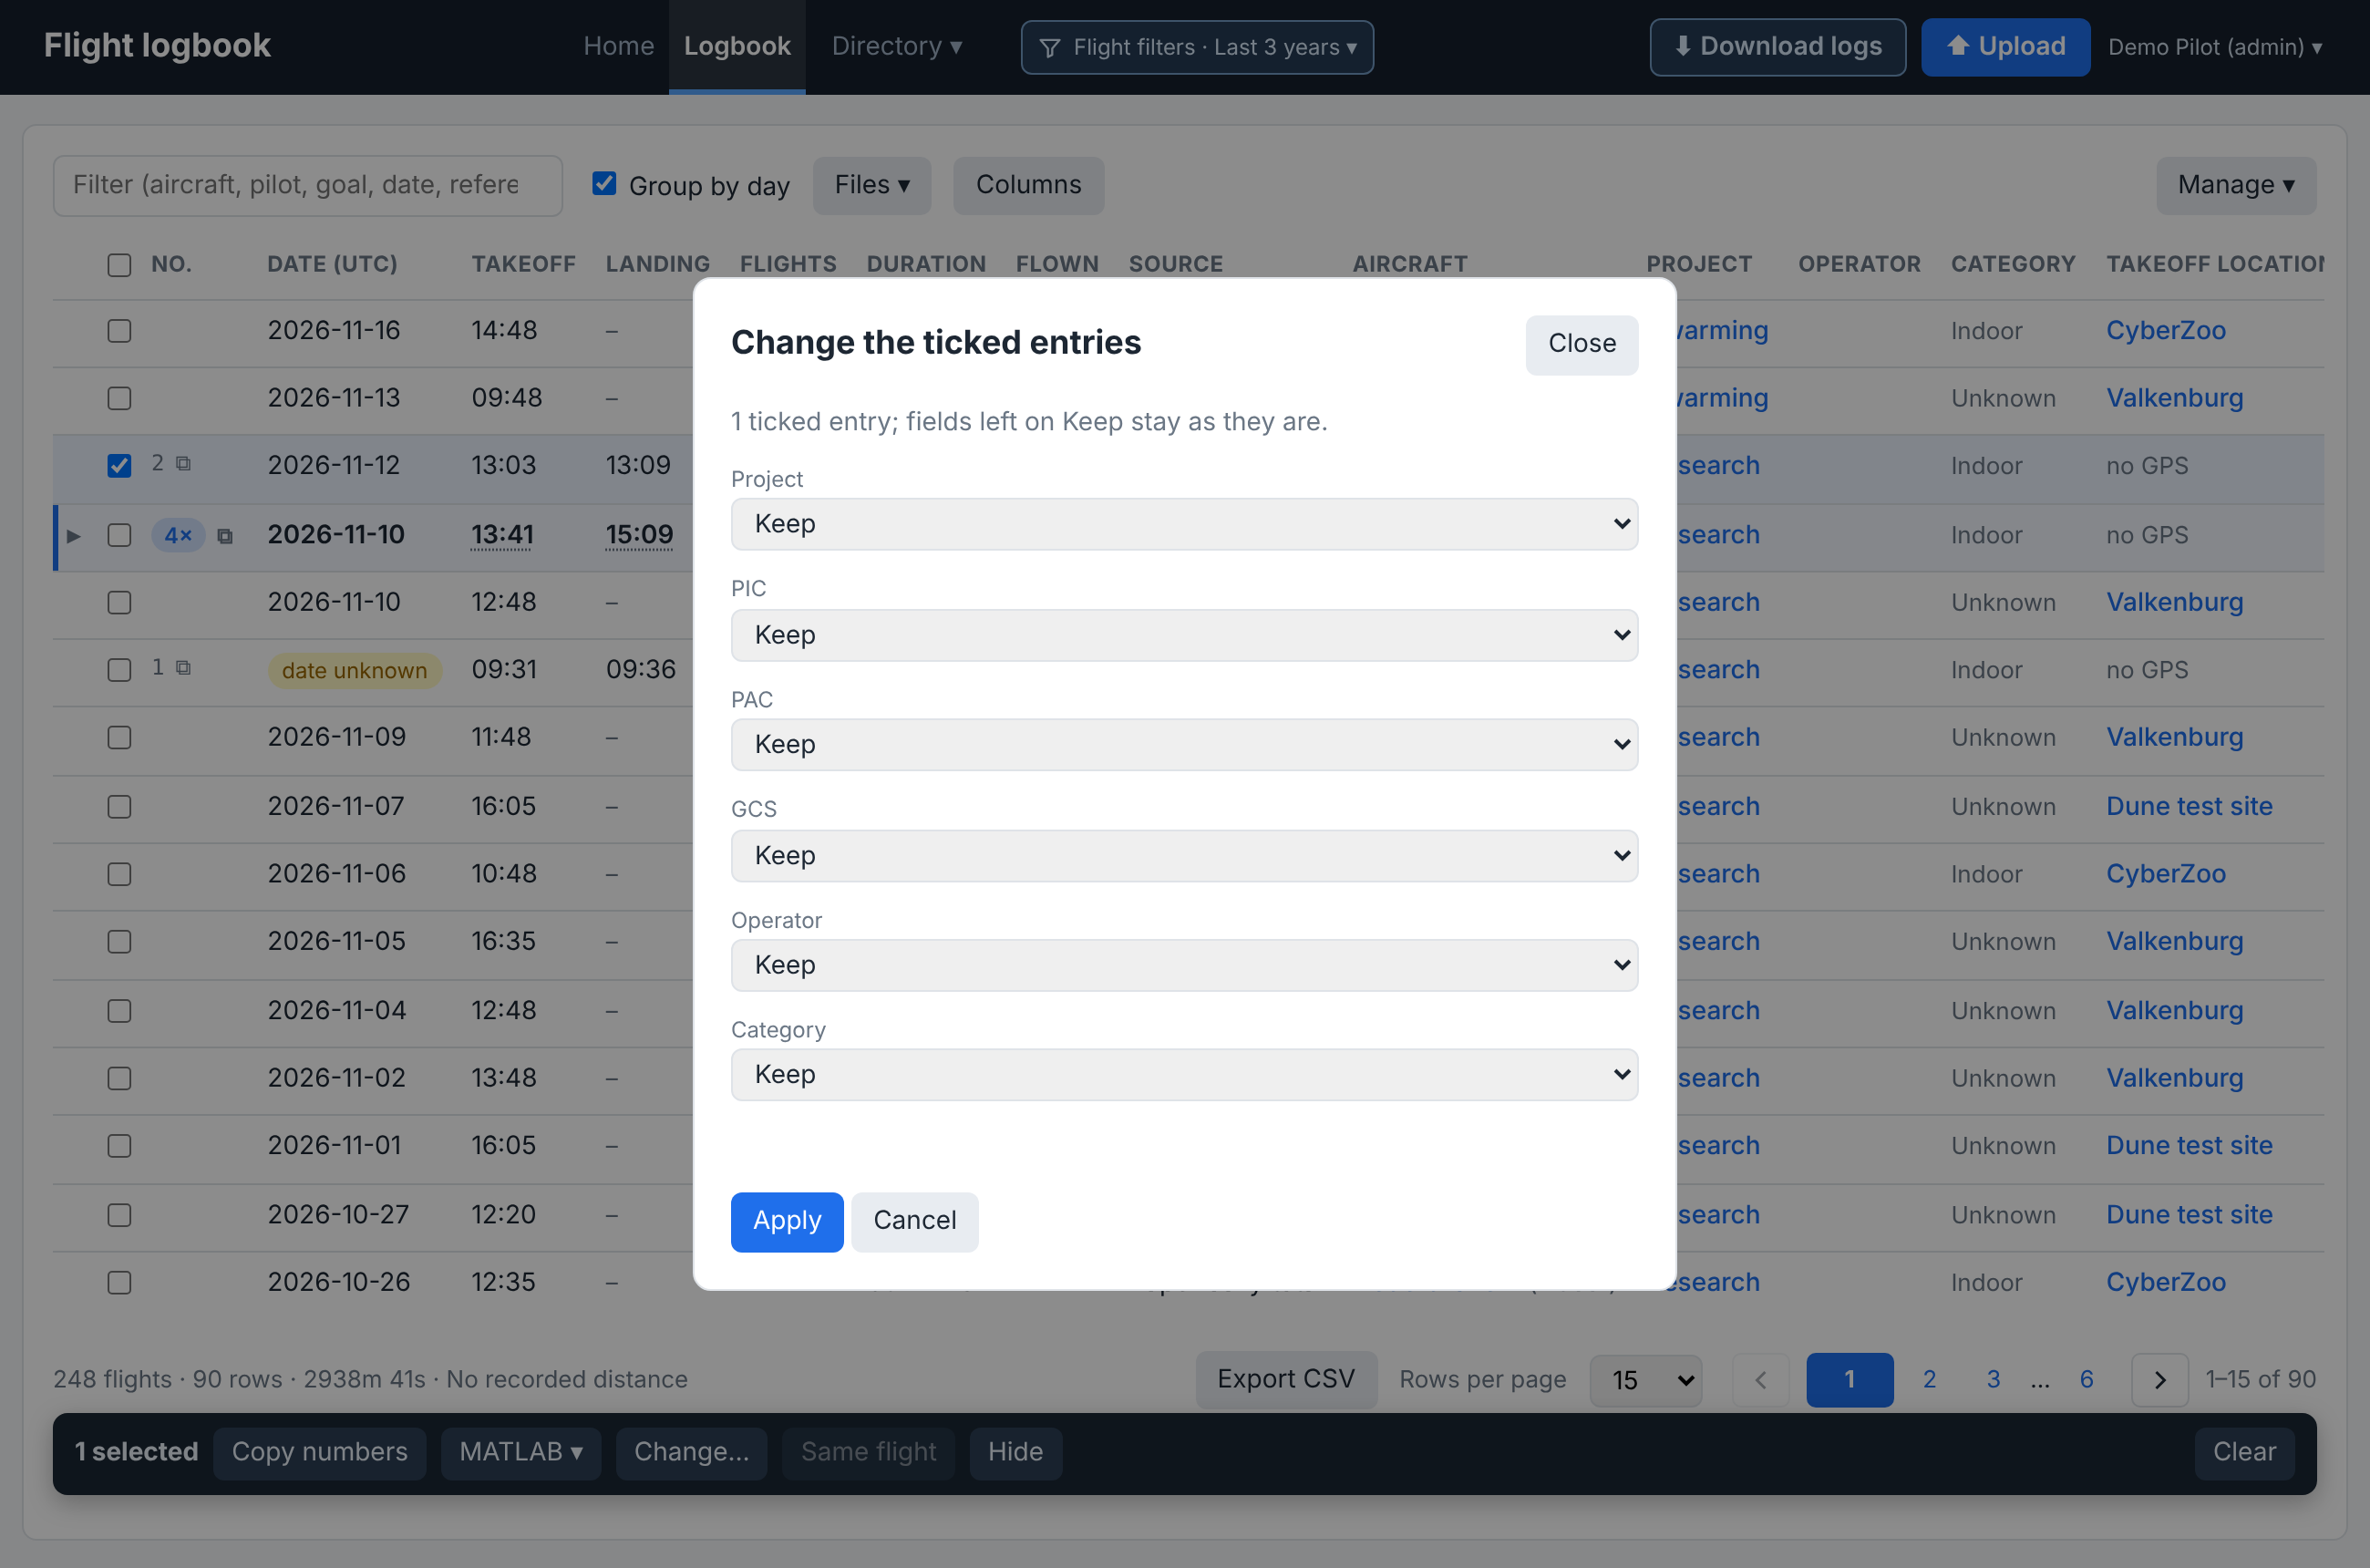 Flight logbook Home Logbook Directory ▾ Flight filters · Last 3 years ▾ ⬇ Download logs ⬆ Upload Demo Pilot (admin) ▾
Filter (aircraft, pilot, goal, date, refere Group by day Files ▾ Columns Manage ▾
NO. DATE (UTC) TAKEOFF LANDING FLIGHTS DURATION FLOWN SOURCE AIRCRAFT PROJECT OPERATOR CATEGORY TAKEOFF LOCATION
2026-11-16 14:48 – warming Indoor CyberZoo
2026-11-13 09:48 – warming Unknown Valkenburg
2 2026-11-12 13:03 13:09 search Indoor no GPS
▶ 4× 2026-11-10 13:41 15:09 search Indoor no GPS
2026-11-10 12:48 – search Unknown Valkenburg
1 date unknown 09:31 09:36 search Indoor no GPS
2026-11-09 11:48 – search Unknown Valkenburg
2026-11-07 16:05 – search Unknown Dune test site
2026-11-06 10:48 – search Indoor CyberZoo
2026-11-05 16:35 – search Unknown Valkenburg
2026-11-04 12:48 – search Unknown Valkenburg
2026-11-02 13:48 – search Unknown Valkenburg
2026-11-01 16:05 – search Unknown Dune test site
2026-10-27 12:20 – search Unknown Dune test site
2026-10-26 12:35 – search Indoor CyberZoo
Change the ticked entries Close
1 ticked entry; fields left on Keep stay as they are.
Project
Keep
PIC
Keep
PAC
Keep
GCS
Keep
Operator
Keep
Category
Keep
Apply Cancel
248 flights · 90 rows · 2938m 41s · No recorded distance Export CSV Rows per page 15 1 2 3 ... 6 1–15 of 90
1 selected Copy numbers MATLAB ▾ Change... Same flight Hide Clear